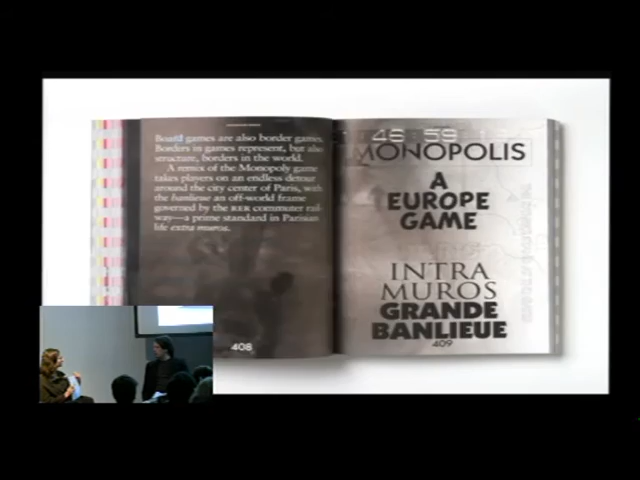 Board games are also border games.
Borders in games represent, but also
structure, borders in the world.
A remix of the Monopoly game
takes players on an endless detour
around the city center of Paris, with
the banlieue an off-world frame
governed by the RER commuter rail-
way—a prime standard in Parisian
life extra muros.
408
46:59:1
MONOPOLIS
A
EUROPE
GAME
INTRA
MUROS
GRANDE
BANLIEUE
409